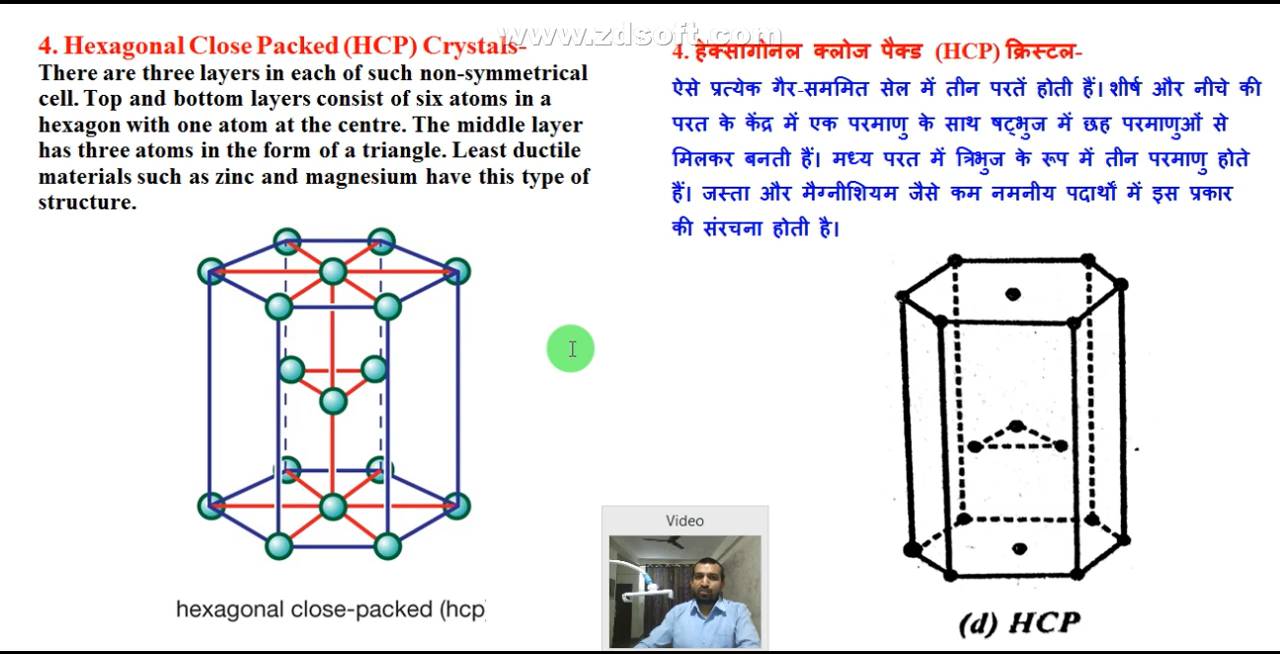 www.zdsoft.com
4. Hexagonal Close Packed (HCP) Crystals-
There are three layers in each of such non-symmetrical
cell. Top and bottom layers consist of six atoms in a
hexagon with one atom at the centre. The middle layer
has three atoms in the form of a triangle. Least ductile
materials such as zinc and magnesium have this type of
structure.
hexagonal close-packed (hcp)
4. हेक्सागोनल क्लोज पैक्ड (HCP) क्रिस्टल-
ऐसे प्रत्येक गैर-सममित सेल में तीन परतें होती हैं। शीर्ष और नीचे की
परत के केंद्र में एक परमाणु के साथ षट्भुज में छह परमाणुओं से
मिलकर बनती हैं। मध्य परत में त्रिभुज के रूप में तीन परमाणु होते
हैं। जस्ता और मैग्नीशियम जैसे कम नमनीय पदार्थों में इस प्रकार
की संरचना होती है।
(d) HCP
Video